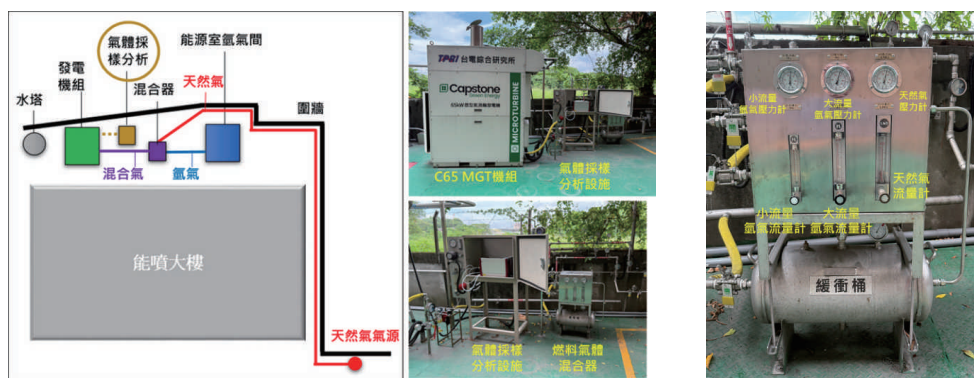 氣體採
樣分析
能源室氫氣間
發電
機組
混合器
天然氣
水塔
圍牆
混合氣
氫氣
能噴大樓
天然氣氣源
TPRI 台電綜合研究所
Capstone
Green Energy
MICROTURBINE
C65 MGT機組
氣體採樣
分析設施
氣體採樣
分析設施
燃料氣體
混合器
小流量
氫氣壓力計
大流量
氫氣壓力計
天然氣
壓力計
天然氣
流量計
小流量
氫氣流量計
大流量
氫氣流量計
緩衝桶